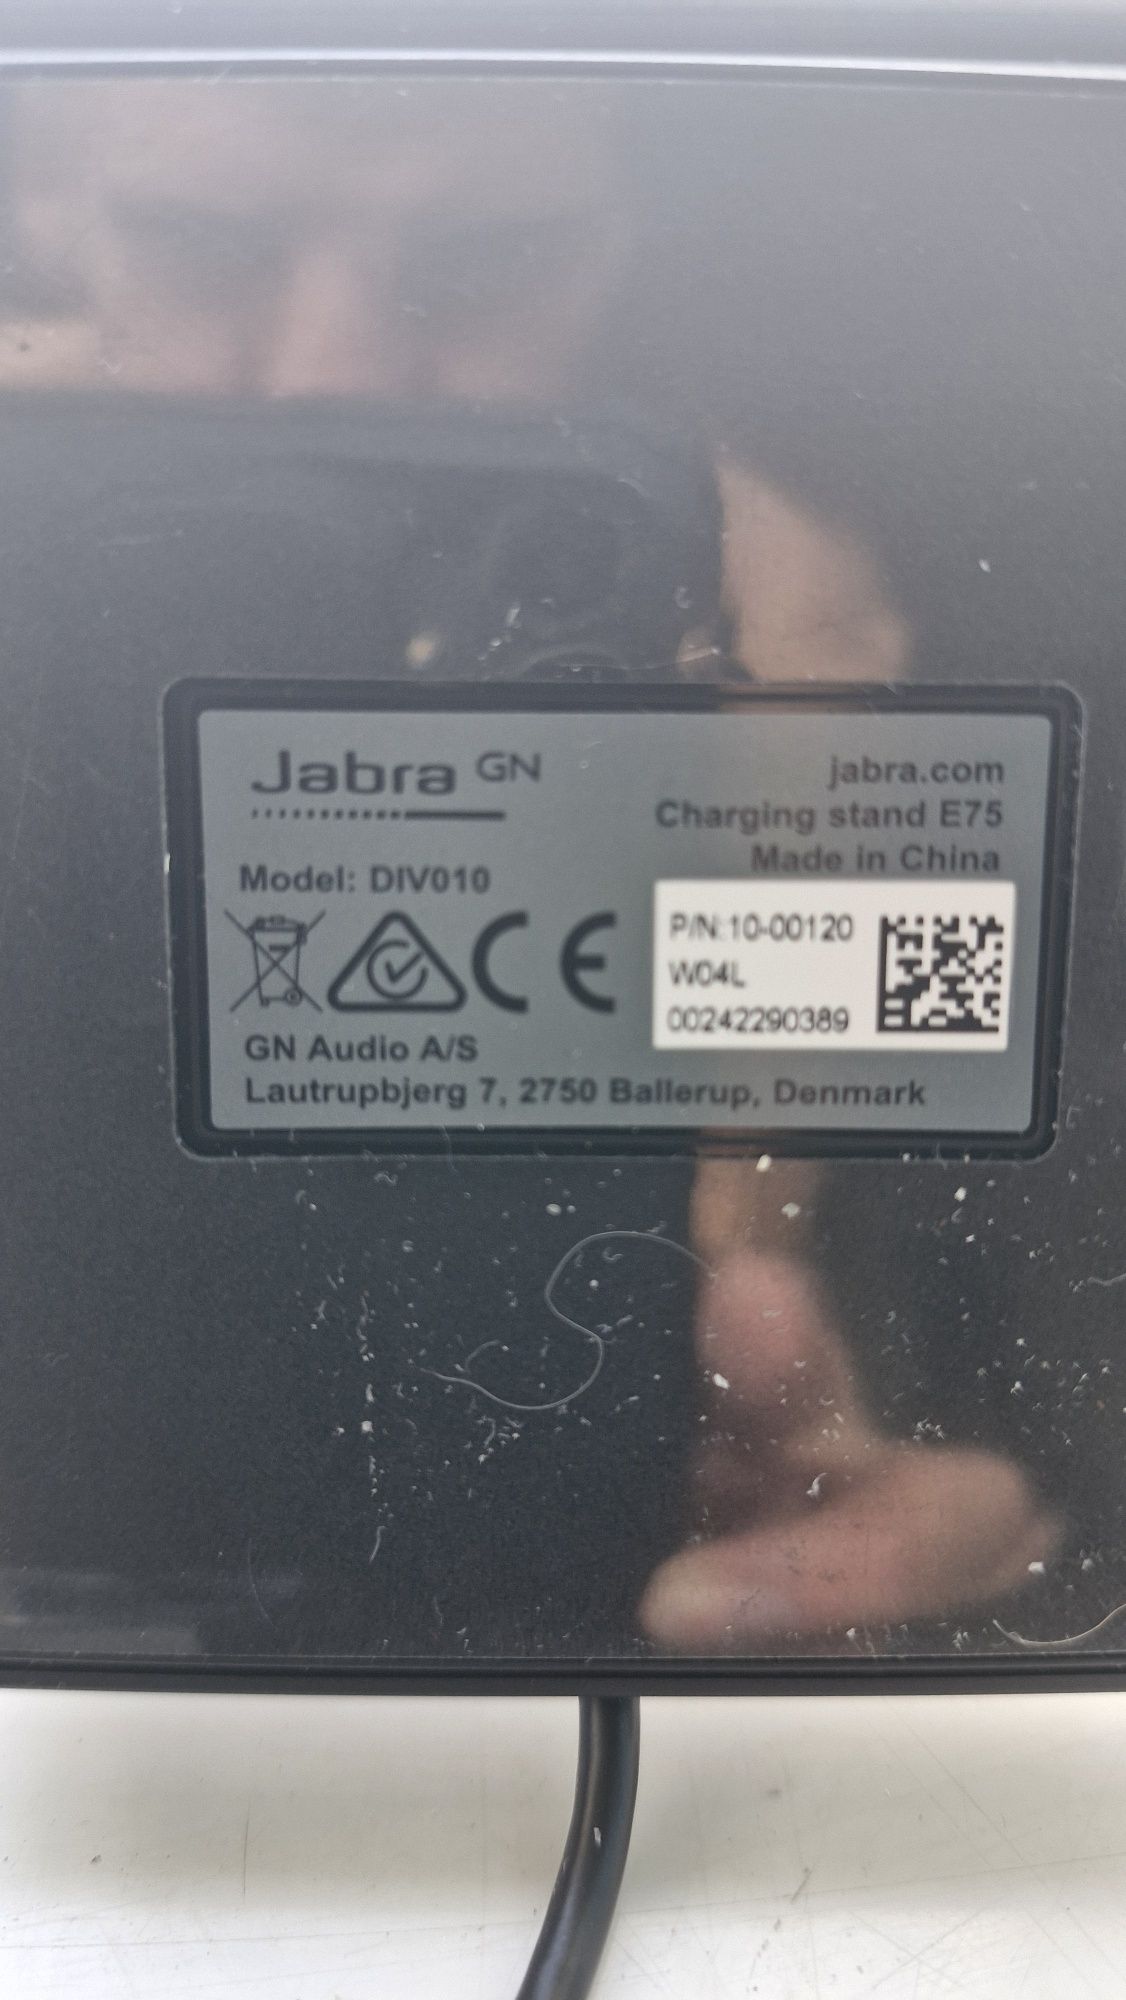 Jabra GN
jabra.com
Charging stand E75
Made in China
Model: DIV010
P/N:10-00120
W04L
00242290389
CE
GN Audio A/S
Lautrupbjerg 7, 2750 Ballerup, Denmark